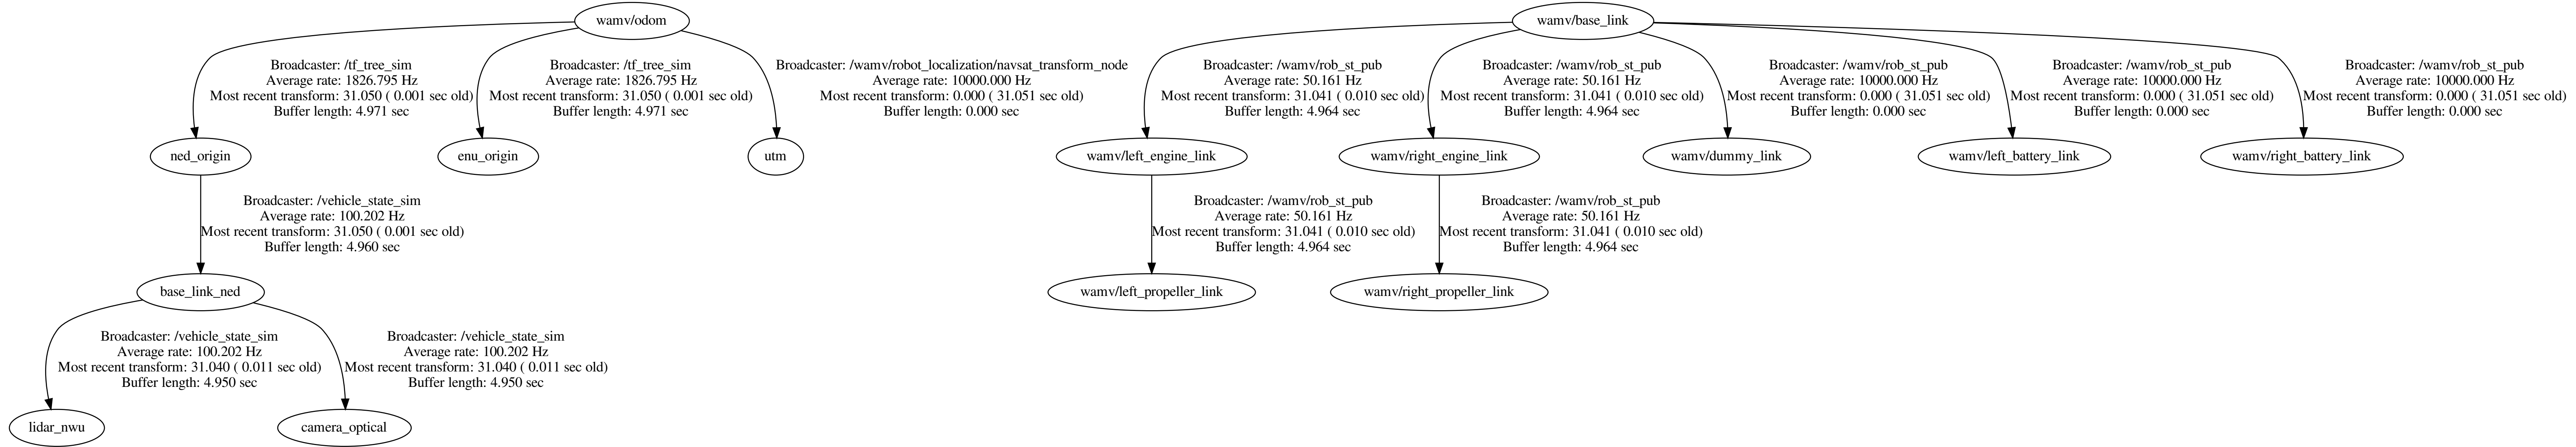 wamv/odom
wamv/base_link
Broadcaster: /tf_tree_sim
Average rate: 1826.795 Hz
Most recent transform: 31.050 ( 0.001 sec old)
Buffer length: 4.971 sec
Broadcaster: /tf_tree_sim
Average rate: 1826.795 Hz
Most recent transform: 31.050 ( 0.001 sec old)
Buffer length: 4.971 sec
Broadcaster: /wamv/robot_localization/navsat_transform_node
Average rate: 10000.000 Hz
Most recent transform: 0.000 ( 31.051 sec old)
Buffer length: 0.000 sec
Broadcaster: /wamv/rob_st_pub
Average rate: 50.161 Hz
Most recent transform: 31.041 ( 0.010 sec old)
Buffer length: 4.964 sec
Broadcaster: /wamv/rob_st_pub
Average rate: 50.161 Hz
Most recent transform: 31.041 ( 0.010 sec old)
Buffer length: 4.964 sec
Broadcaster: /wamv/rob_st_pub
Average rate: 10000.000 Hz
Most recent transform: 0.000 ( 31.051 sec old)
Buffer length: 0.000 sec
Broadcaster: /wamv/rob_st_pub
Average rate: 10000.000 Hz
Most recent transform: 0.000 ( 31.051 sec old)
Buffer length: 0.000 sec
Broadcaster: /wamv/rob_st_pub
Average rate: 10000.000 Hz
Most recent transform: 0.000 ( 31.051 sec old)
Buffer length: 0.000 sec
ned_origin
enu_origin
utm
wamv/left_engine_link
wamv/right_engine_link
wamv/dummy_link
wamv/left_battery_link
wamv/right_battery_link
Broadcaster: /vehicle_state_sim
Average rate: 100.202 Hz
Most recent transform: 31.050 ( 0.001 sec old)
Buffer length: 4.960 sec
Broadcaster: /wamv/rob_st_pub
Average rate: 50.161 Hz
Most recent transform: 31.041 ( 0.010 sec old)
Buffer length: 4.964 sec
Broadcaster: /wamv/rob_st_pub
Average rate: 50.161 Hz
Most recent transform: 31.041 ( 0.010 sec old)
Buffer length: 4.964 sec
base_link_ned
wamv/left_propeller_link
wamv/right_propeller_link
Broadcaster: /vehicle_state_sim
Average rate: 100.202 Hz
Most recent transform: 31.040 ( 0.011 sec old)
Buffer length: 4.950 sec
Broadcaster: /vehicle_state_sim
Average rate: 100.202 Hz
Most recent transform: 31.040 ( 0.011 sec old)
Buffer length: 4.950 sec
lidar_nwu
camera_optical